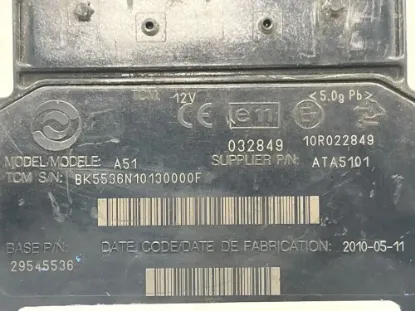 TCM 12V CE e11 <5.0g Pb>
032849 10R022849
MODEL/MODELE: A51 SUPPLIER P/N: ATA5101
TCM S/N: BK5536N10130000F
BASE P/N: DATE CODE/DATE DE FABRICATION: 2010-05-11
29545536